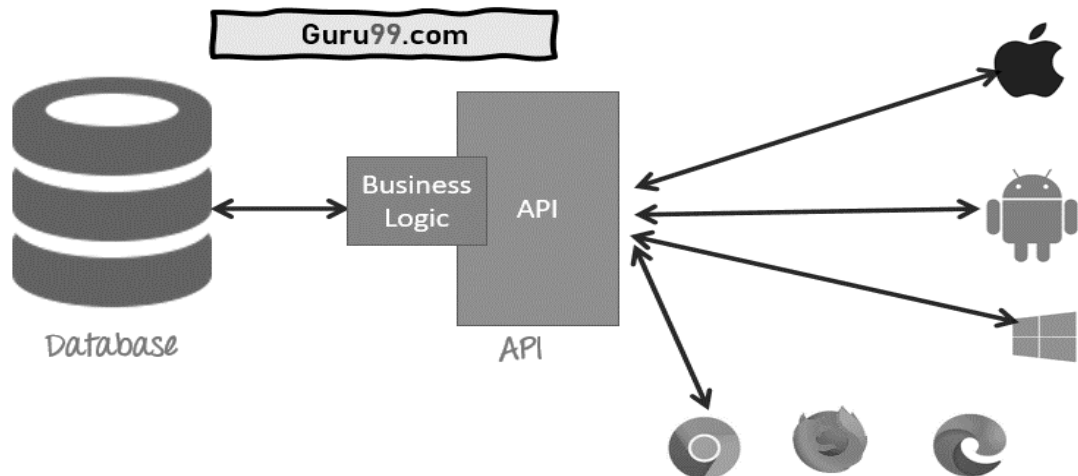 Guru99.com
Business
Logic
API
Database
API